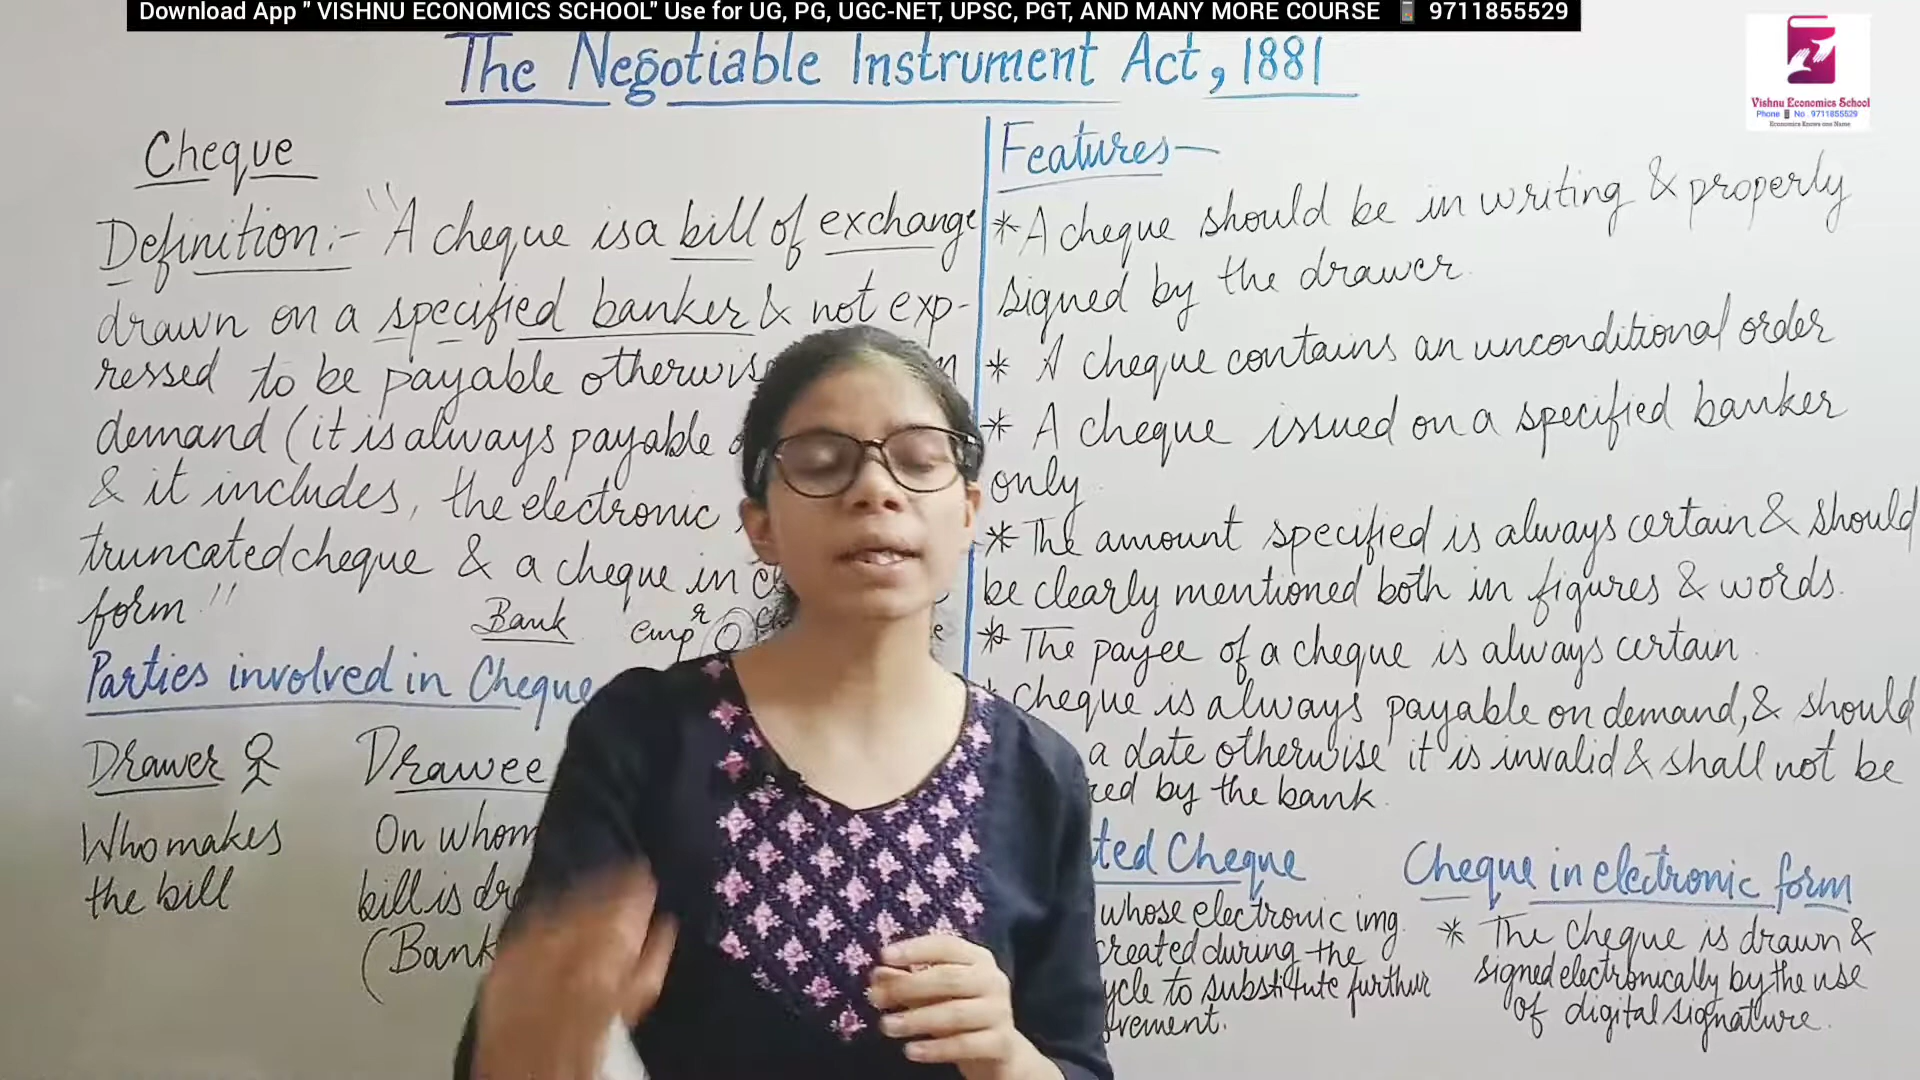 Download App " VISHNU ECONOMICS SCHOOL" Use for UG, PG, UGC-NET, UPSC, PGT, AND MANY MORE COURSE 9711855529
The Negotiable Instrument Act, 1881
Vishnu Economics School
Phone No. 9711855529
Economics Knows one Name
Cheque
Definition:- "A cheque is a bill of exchange
drawn on a specified banker & not exp-
ressed to be payable otherwise
demand (it is always payable
& it includes, the electronic
truncated cheque & a cheque in
form"
Bank
emp r
Parties involved in Cheque
Drawer
Who makes
the bill
Drawee
On whom
bill is
(Bank
Features-
* A cheque should be in writing & properly
signed by the drawer.
* A cheque contains an unconditional order
* A cheque issued on a specified banker
only.
* The amount specified is always certain & should
be clearly mentioned both in figures & words.
* The payee of a cheque is always certain.
* Cheque is always payable on demand, & should
a date otherwise it is invalid & shall not be
by the bank.
Cheque
whose electronic img.
created during the
to substitute further
Cheque in electronic form
* The cheque is drawn &
signed electronically by the use
of digital signature.